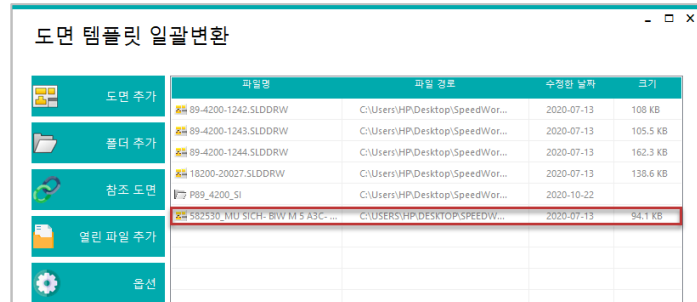 도면 템플릿 일괄변환
도면 추가
폴더 추가
참조 도면
열린 파일 추가
옵션
파일명 파일 경로 수정한 날짜 크기
89-4200-1242.SLDDRW C:\Users\HP\Desktop\SpeedWor... 2020-07-13 108 KB
89-4200-1243.SLDDRW C:\Users\HP\Desktop\SpeedWor... 2020-07-13 105.5 KB
89-4200-1244.SLDDRW C:\Users\HP\Desktop\SpeedWor... 2020-07-13 162.3 KB
18200-20027.SLDDRW C:\Users\HP\Desktop\SpeedWor... 2020-07-13 138.6 KB
P89_4200_SI C:\Users\HP\Desktop\SpeedWor... 2020-10-22
582530_MU SICH- BIW M 5 A3C- ... C:\USERS\HP\DESKTOP\SPEEDW... 2020-07-13 94.1 KB